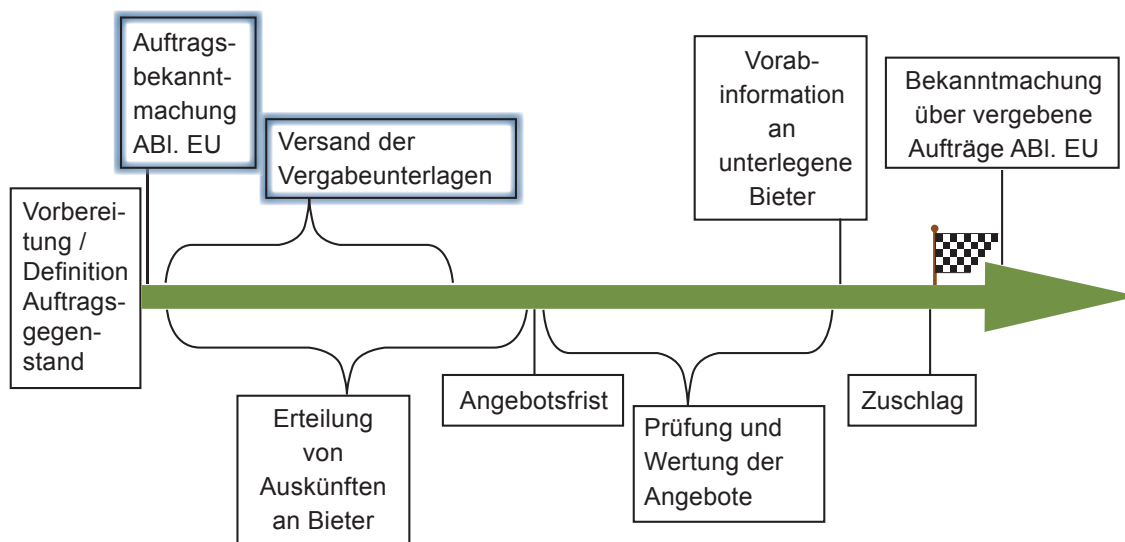 Auftrags-
bekannt-
machung
ABl. EU
Versand der
Vergabeunterlagen
Vorab-
information
an
unterlegene
Bieter
Bekanntmachung
über vergebene
Aufträge ABl. EU
Vorberei-
tung /
Definition
Auftrags-
gegen-
stand
Erteilung
von
Auskünften
an Bieter
Angebotsfrist
Prüfung und
Wertung der
Angebote
Zuschlag